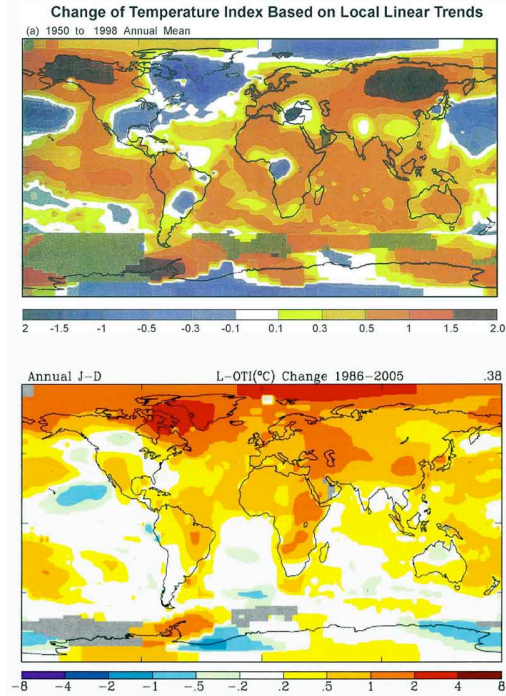 Change of Temperature Index Based on Local Linear Trends
(a) 1950 to 1998 Annual Mean
2 -1.5 -1 -0.5 -0.3 -0.1 0.1 0.3 0.5 1 1.5 2.0
Annual J-D L-OTI(°C) Change 1986-2005 .38
-8 -4 -2 -1 -.5 -.2 .2 .5 1 2 4 8